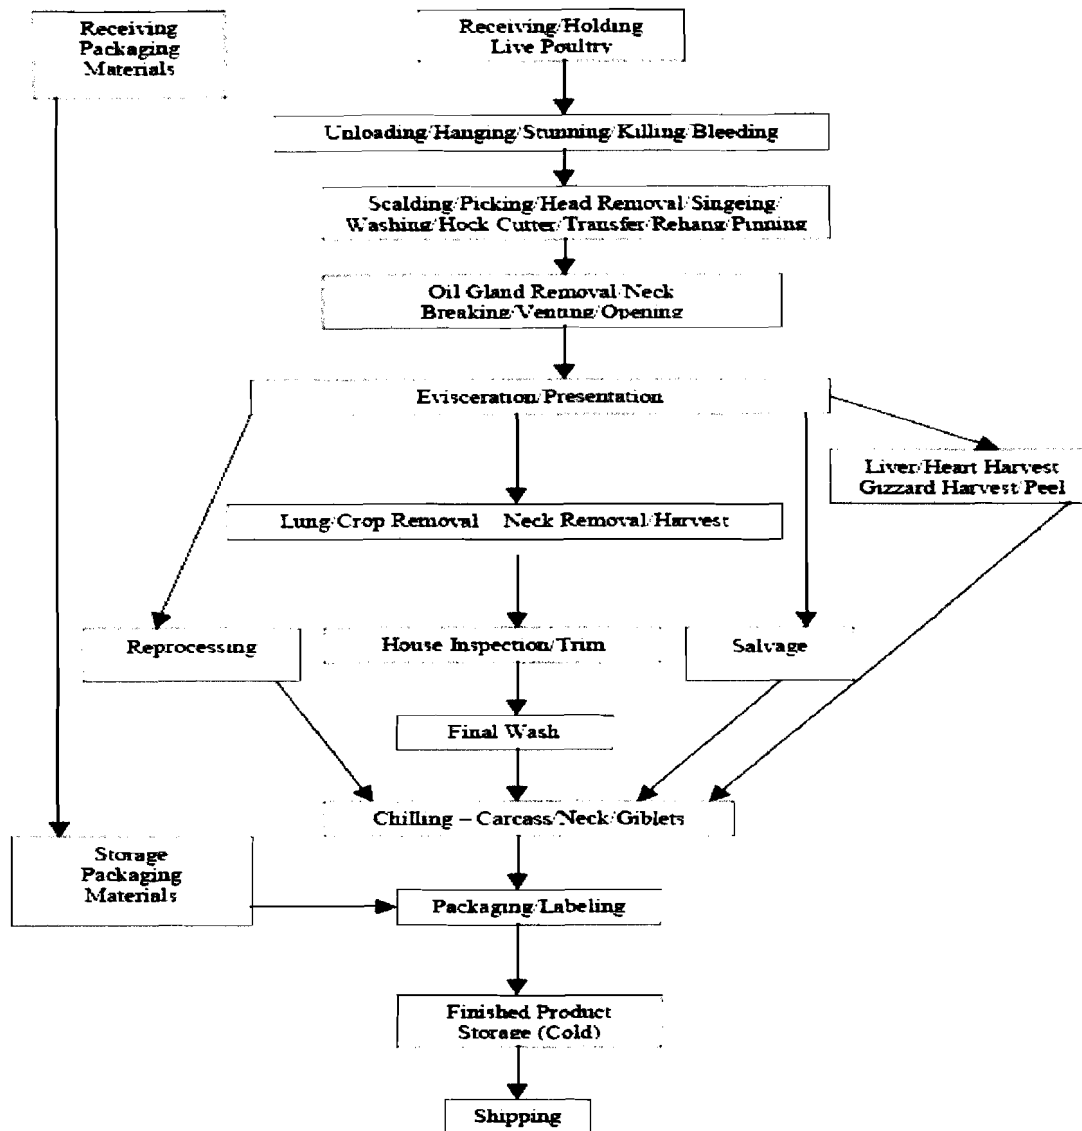 Receiving
Packaging
Materials
Receiving/Holding
Live Poultry
Unloading/Hanging/Stunning/Killing/Bleeding
Scalding/Picking/Head Removal/Singeing/
Washing/Hock Cutter/Transfer/Rehang/Pinning
Oil Gland Removal/Neck
Breaking/Venting/Opening
Evisceration/Presentation
Liver/Heart Harvest
Gizzard Harvest/Peel
Lung/Crop Removal Neck Removal/Harvest
Reprocessing
House Inspection/Trim
Salvage
Final Wash
Chilling – Carcass/Neck/Giblets
Storage
Packaging
Materials
Packaging/Labeling
Finished Product
Storage (Cold)
Shipping